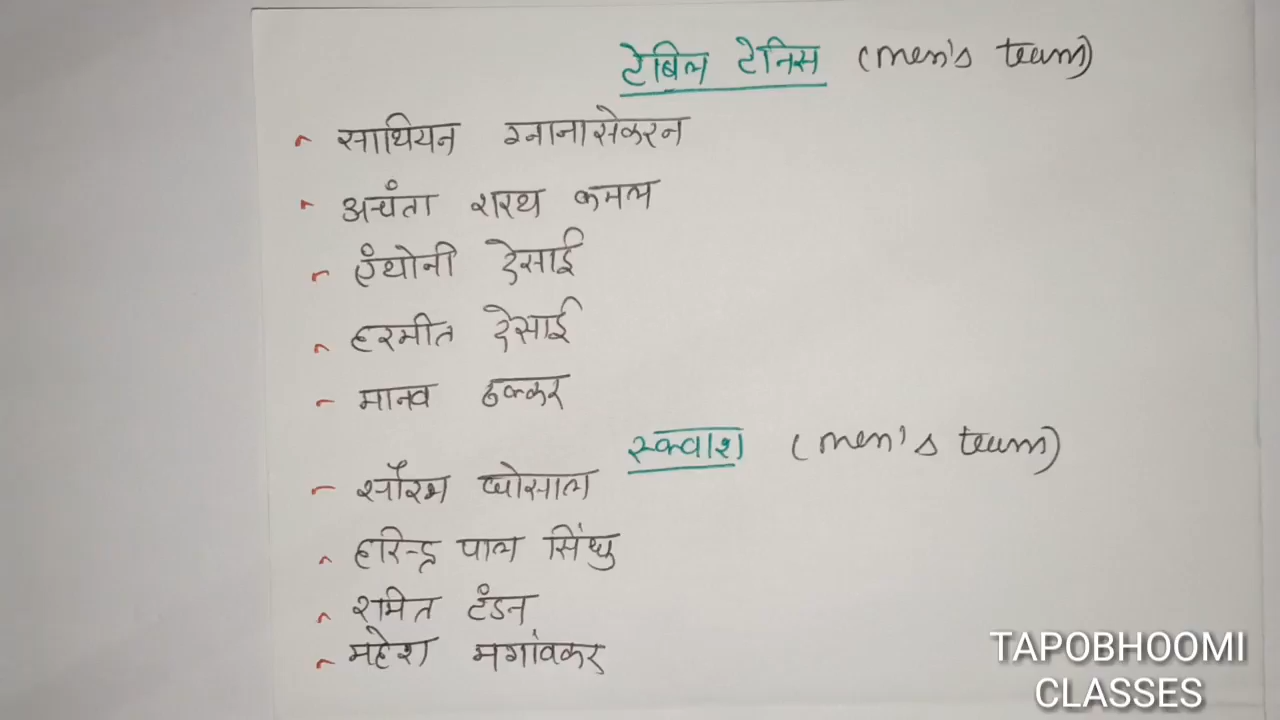 टेबिल टेनिस (men's team)
साथियन ग्नानासेकरन
अचंता शरथ कमल
एंथोनी देसाई
हरमीत देसाई
मानव ठक्कर
स्क्वाश (men's team)
सौरभ घोसाल
हरिन्द्र पाल सिंधु
रामित टंडन
महेश मगांवकर
TAPOBHOOMI
CLASSES